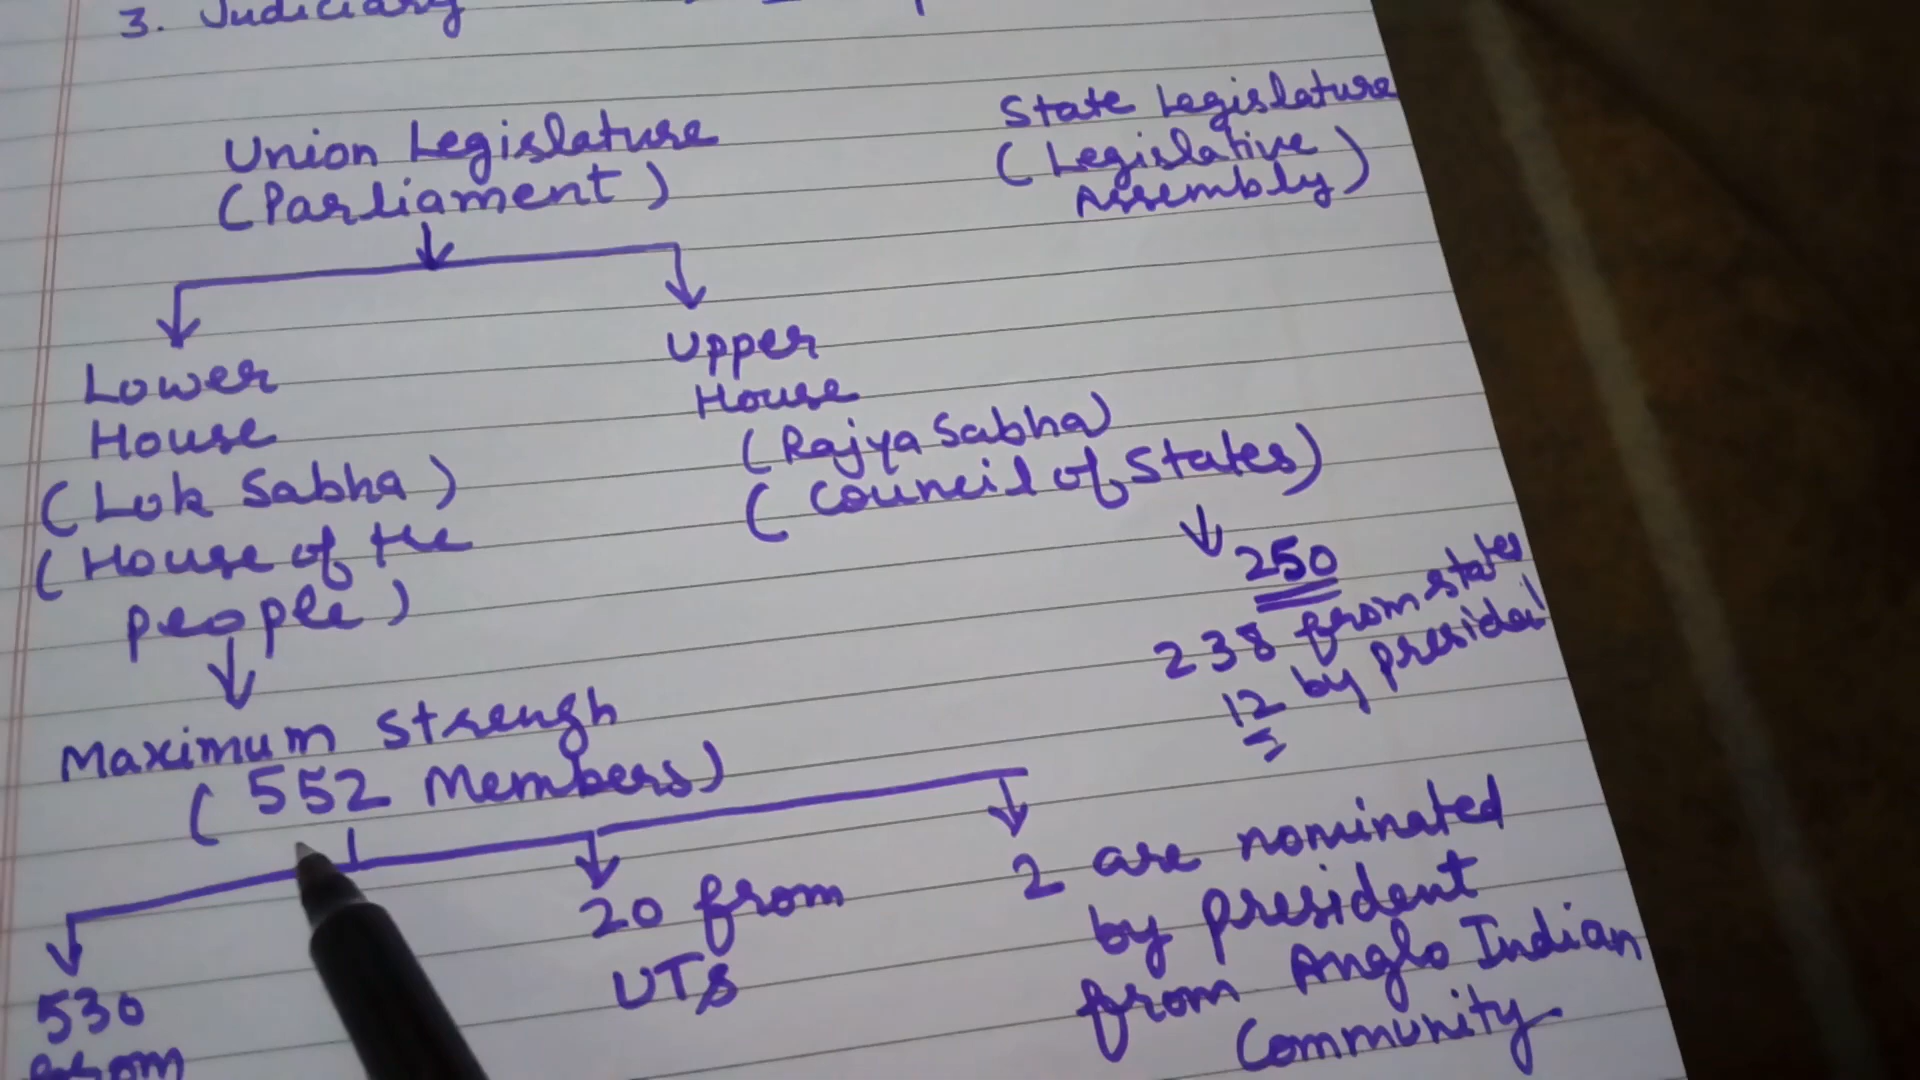 3. Judiciary
Union Legislature
(Parliament)
State Legislature
(Legislative
Assembly)
Lower
House
(Lok Sabha)
(House of the
people)
Upper
House
(Rajya Sabha)
(Council of States)
250
238 from states
12 by president
Maximum Strengh
(552 Members)
530
from
20 from
UTS
2 are nominated
by president
from Anglo Indian
Community.